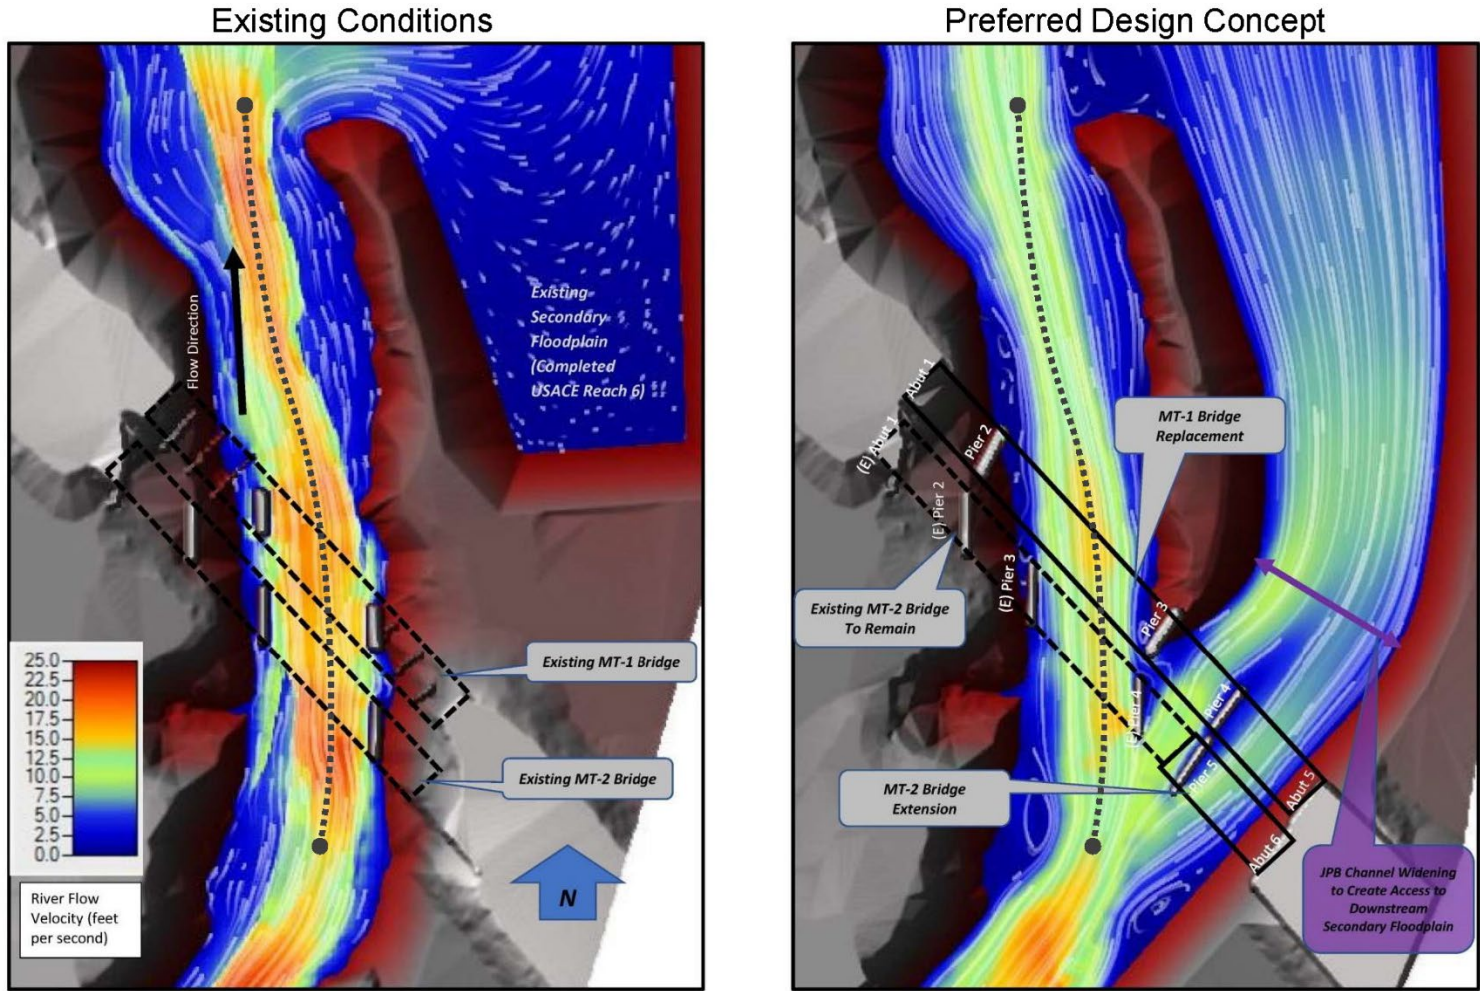 Existing Conditions
Preferred Design Concept
Flow Direction
Existing
Secondary
Floodplain
(Completed
USACE Reach 6)
Existing MT-1 Bridge
Existing MT-2 Bridge
25.0
22.5
20.0
17.5
15.0
12.5
10.0
7.5
5.0
2.5
0.0
River Flow
Velocity (feet
per second)
N
Abut 1
(E) Abut 1
Pier 2
(E) Pier 2
(E) Pier 3
MT-1 Bridge
Replacement
Existing MT-2 Bridge
To Remain
Pier 3
(E) Pier 4
Pier 4
Pier 5
MT-2 Bridge
Extension
Abut 5
Abut 6
JPB Channel Widening
to Create Access to
Downstream
Secondary Floodplain